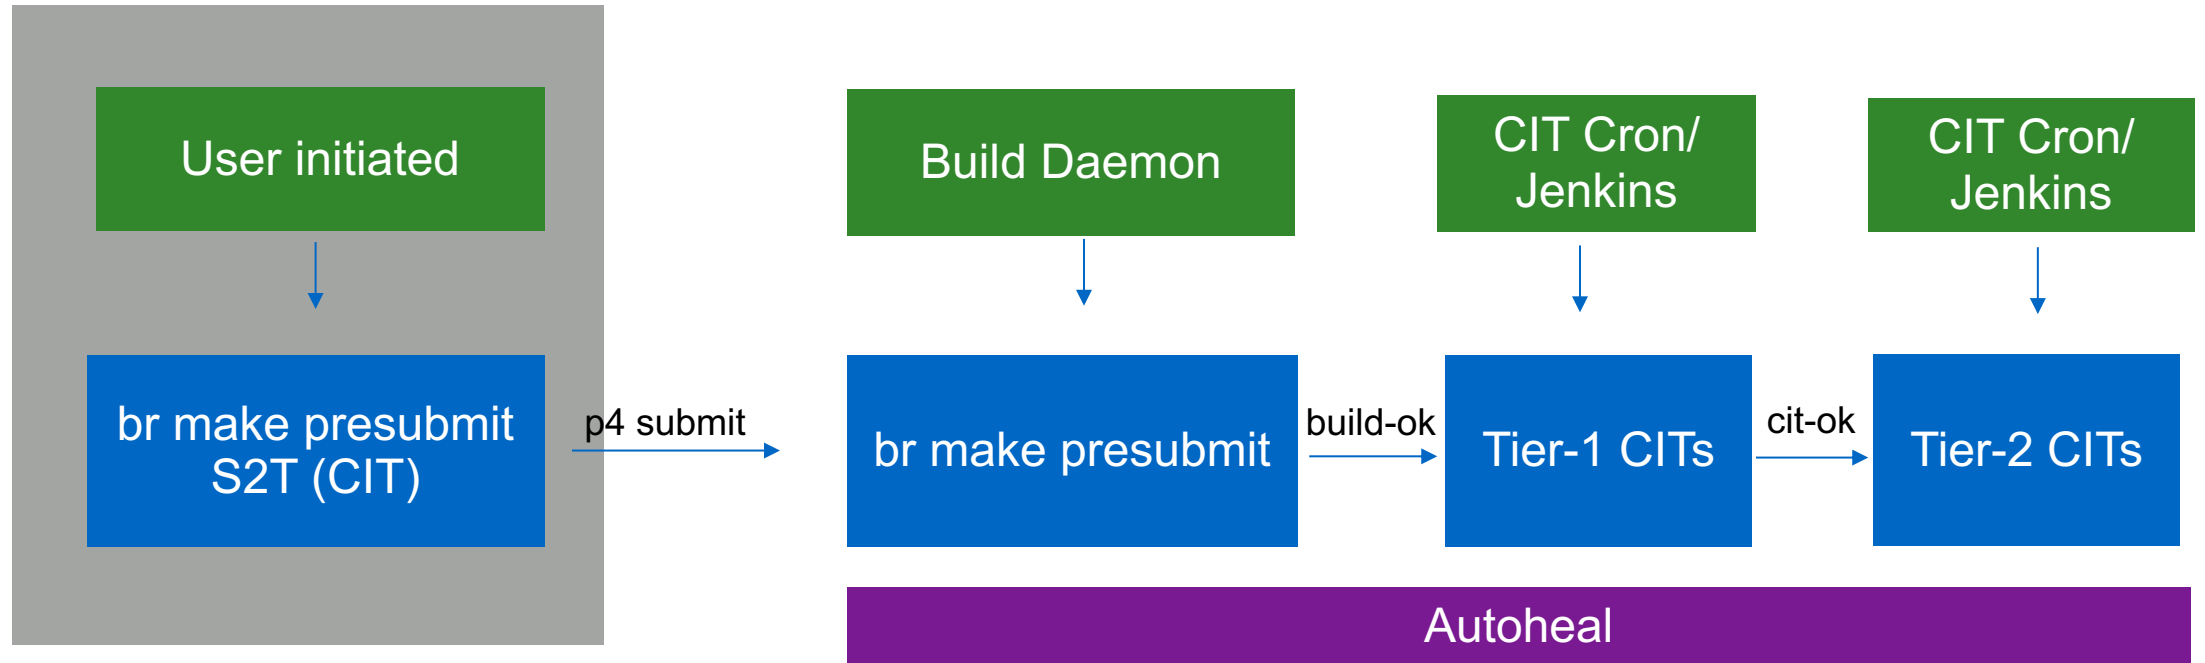 User initiated
Build Daemon
CIT Cron/
Jenkins
CIT Cron/
Jenkins
br make presubmit
S2T (CIT)
p4 submit
br make presubmit
build-ok
Tier-1 CITs
cit-ok
Tier-2 CITs
Autoheal